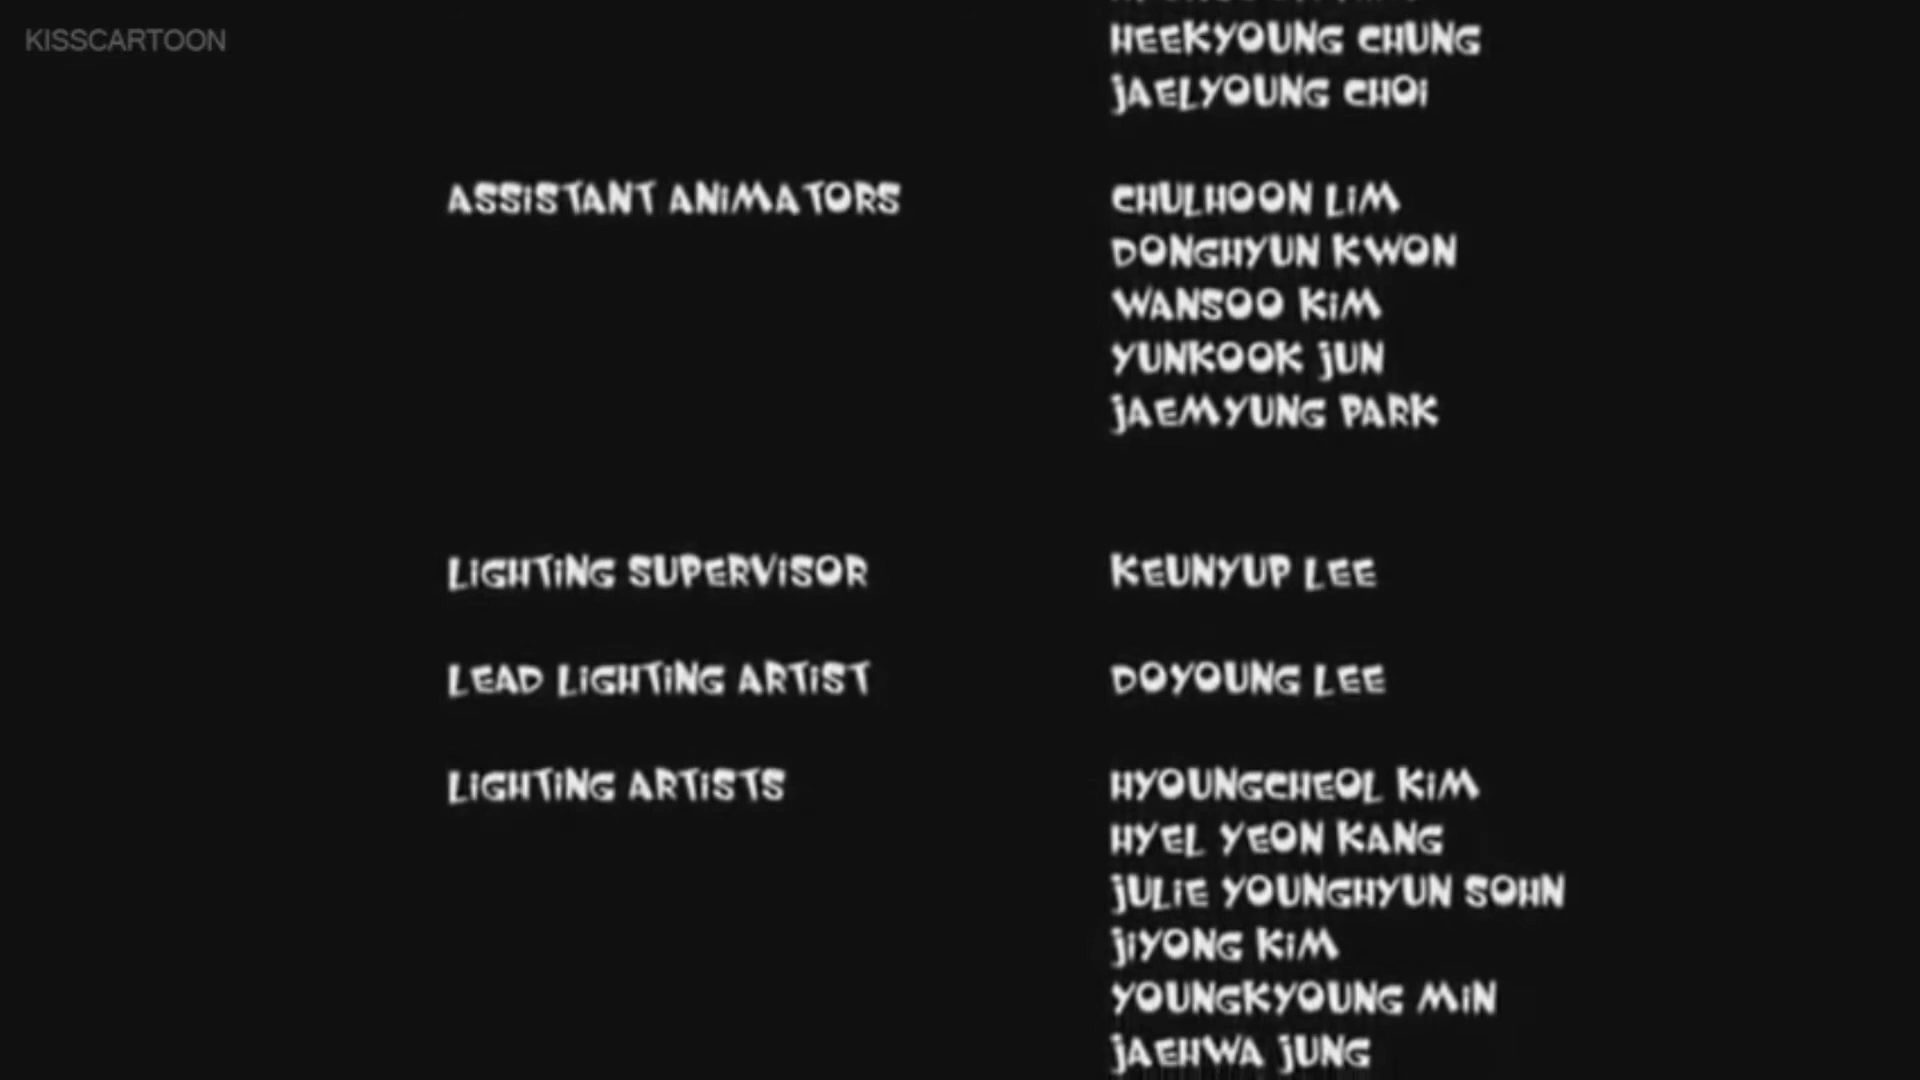 KISSCARTOON
HEEKYOUNG CHUNG
jAELYOUNG CHOi
ASSiSTANT ANiMATORS CHULHOON LiM
DONGHYUN KWON
WANSOO KiM
YUNKOOK jUN
jAEMYUNG PARK
LiGHTiNG SUPERViSOR KEUNYUP LEE
LEAD LiGHTiNG ARTiST DOYOUNG LEE
LiGHTiNG ARTiSTS HYOUNGCHEOL KiM
HYEL YEON KANG
jULiE YOUNGHYUN SOHN
jiYONG KiM
YOUNGKYOUNG MiN
jAEHWA jUNG